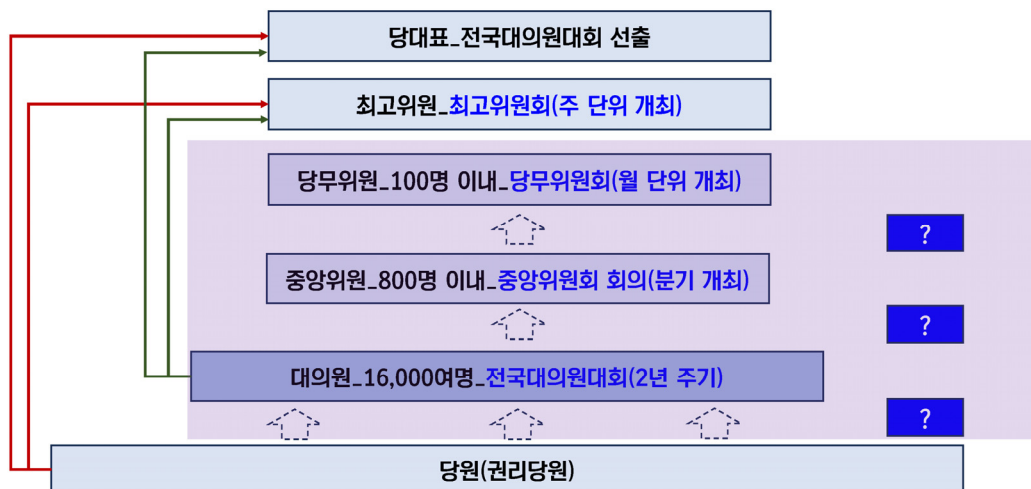 당대표_전국대의원대회 선출
최고위원_최고위원회(주 단위 개최)
당무위원_100명 이내_당무위원회(월 단위 개최)
?
중앙위원_800명 이내_중앙위원회 회의(분기 개최)
?
대의원_16,000여명_전국대의원대회(2년 주기)
?
당원(권리당원)